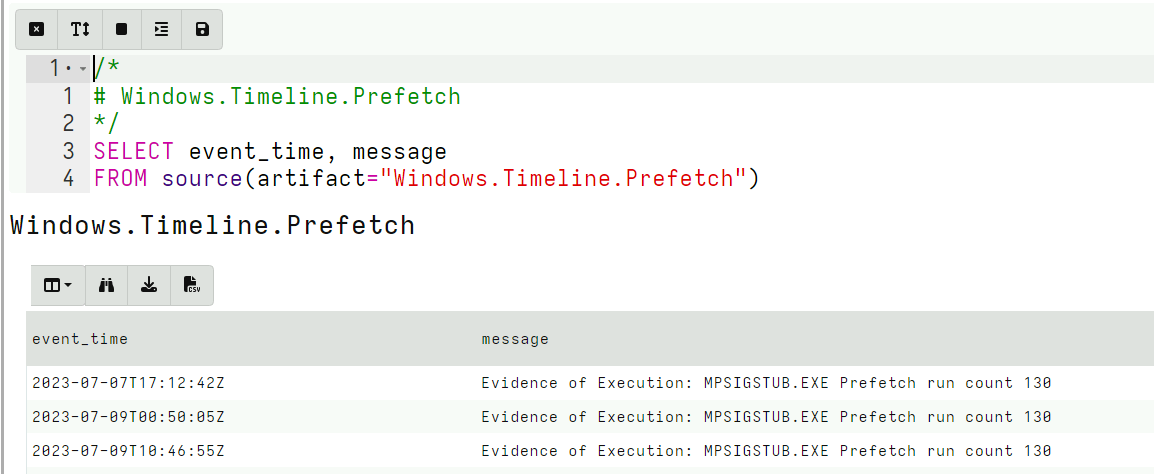 1 /*
1 # Windows.Timeline.Prefetch
2 */
3 SELECT event_time, message
4 FROM source(artifact="Windows.Timeline.Prefetch")
Windows.Timeline.Prefetch
CSV
event_time message
2023-07-07T17:12:42Z Evidence of Execution: MPSIGSTUB.EXE Prefetch run count 130
2023-07-09T00:50:05Z Evidence of Execution: MPSIGSTUB.EXE Prefetch run count 130
2023-07-09T10:46:55Z Evidence of Execution: MPSIGSTUB.EXE Prefetch run count 130